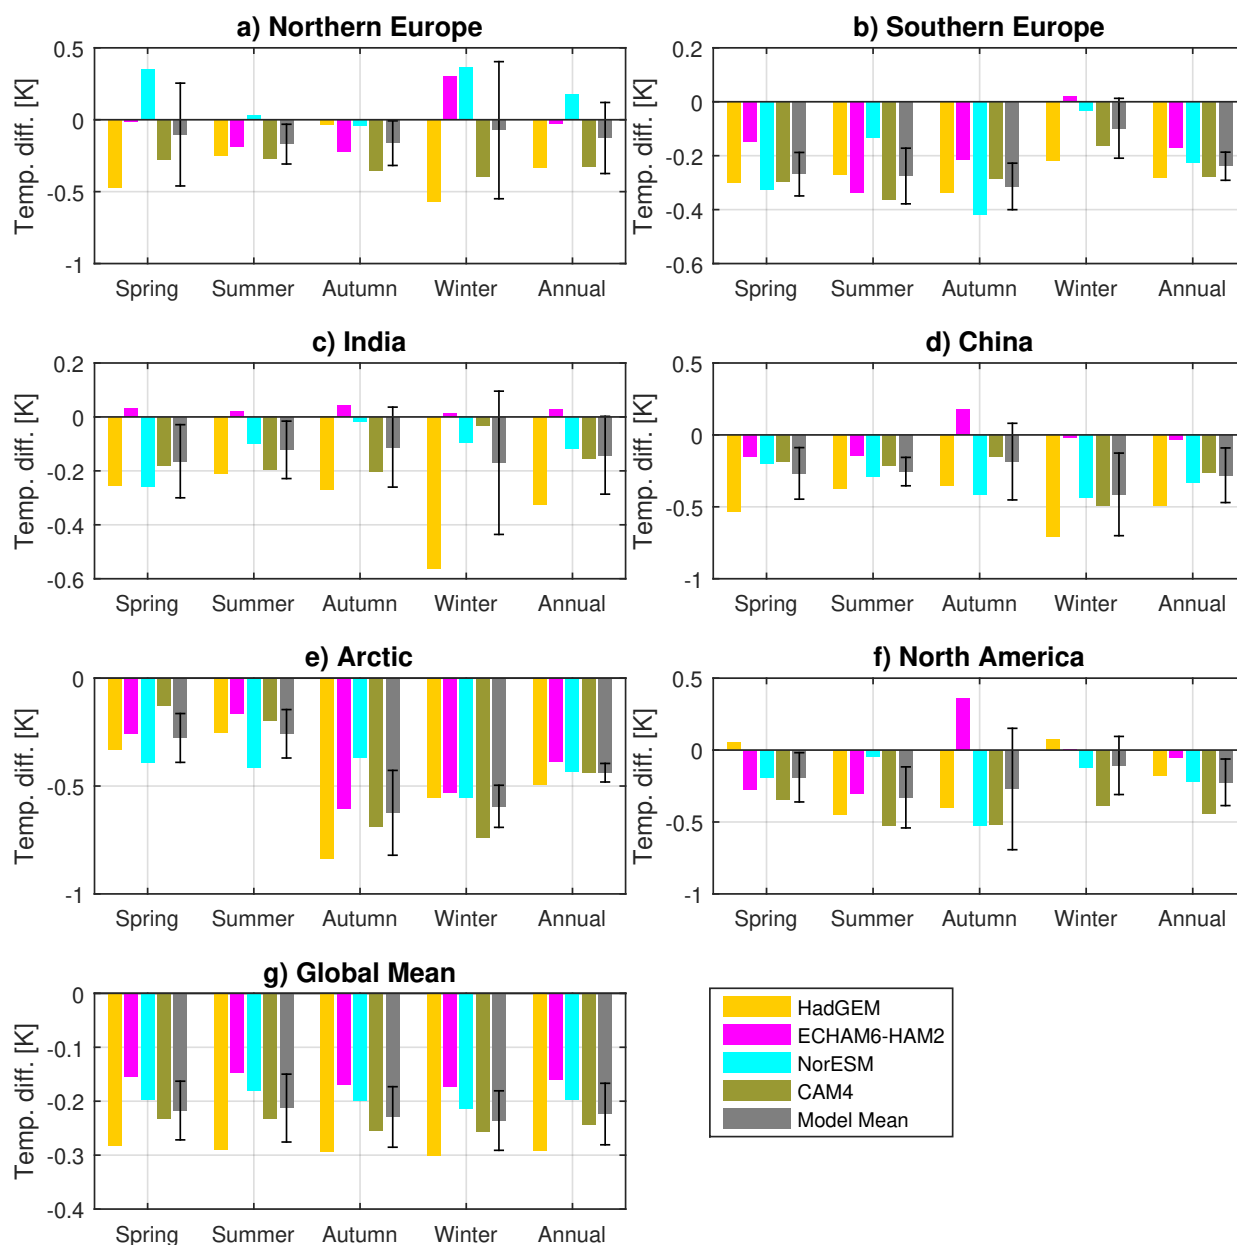 a) Northern Europe
Temp. diff. [K]
0.5
0
-0.5
-1
Spring Summer Autumn Winter Annual
b) Southern Europe
Temp. diff. [K]
0.2
0
-0.2
-0.4
-0.6
Spring Summer Autumn Winter Annual
c) India
Temp. diff. [K]
0.2
0
-0.2
-0.4
-0.6
Spring Summer Autumn Winter Annual
d) China
Temp. diff. [K]
0.5
0
-0.5
-1
Spring Summer Autumn Winter Annual
e) Arctic
Temp. diff. [K]
0
-0.5
-1
Spring Summer Autumn Winter Annual
f) North America
Temp. diff. [K]
0.5
0
-0.5
-1
Spring Summer Autumn Winter Annual
g) Global Mean
Temp. diff. [K]
0
-0.1
-0.2
-0.3
-0.4
Spring Summer Autumn Winter Annual
HadGEM
ECHAM6-HAM2
NorESM
CAM4
Model Mean